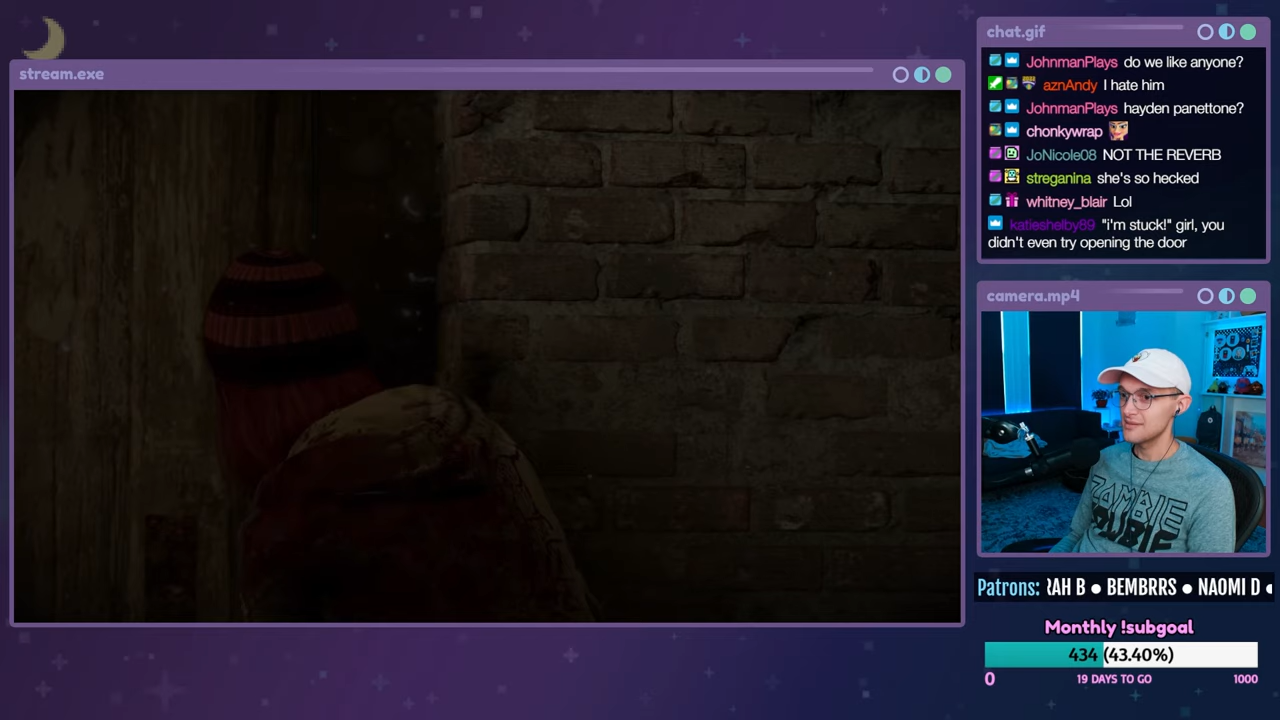 stream.exe
chat.gif
JohnmanPlays do we like anyone?
aznAndy I hate him
JohnmanPlays hayden panettone?
chonkywrap
JoNicole08 NOT THE REVERB
streganina she's so hecked
whitney_blair Lol
katieshelby89 "i'm stuck!" girl, you
didn't even try opening the door
camera.mp4
ZOMBIE
Patrons: RAH B ● BEMBRRS ● NAOMI D ●
Monthly !subgoal
434 (43.40%)
0 19 DAYS TO GO 1000